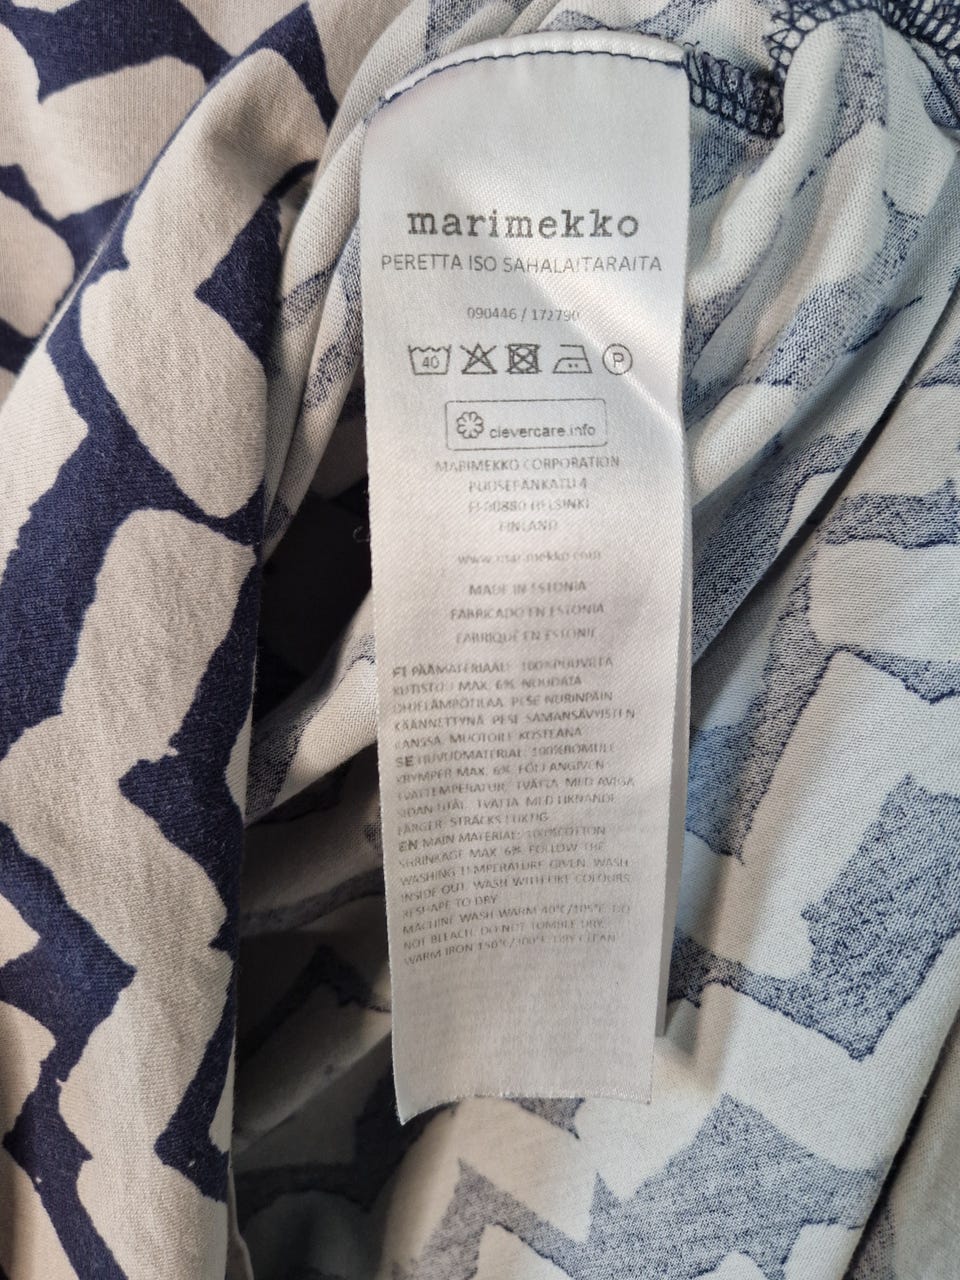 marimekko
PERETTA ISO SAHALAITARAITA
090446 / 172790
40 P
clevercare.info
MARIMEKKO CORPORATION
PUUSEPÄNKATU 4
FI-00880 HELSINKI
FINLAND
www.marimekko.com
MADE IN ESTONIA
FABRICADO EN ESTONIA
FABRIQUÉ EN ESTONIE
FI PÄÄMATERIAALI: 100%PUUVILLA
KUTISTUU MAX. 6% NOUDATA
OHJELÄMPÖTILAA. PESE NURINPÄIN
KÄÄNNETTYNÄ. PESE SAMANSÄVYISTEN
KANSSA. MUOTOILE KOSTEANA
SE HUVUDMATERIAL: 100%BOMULL
KRYMPER MAX. 6% FÖLJ ANGIVEN
TVÄTTEMPERATUR. TVÄTTA MED AVIGA
SIDAN UTÅT. TVÄTTA MED LIKNANDE
FÄRGER. STRÄCKS I FUKTIG
EN MAIN MATERIAL: 100%COTTON
SHRINKAGE MAX. 6% FOLLOW THE
WASHING TEMPERATURE GIVEN. WASH
INSIDE OUT. WASH WITH LIKE COLOURS.
RESHAPE TO DRY
MACHINE WASH WARM 40°C/105°F. DO
NOT BLEACH. DO NOT TUMBLE DRY.
WARM IRON 150°C/300°F. DRY CLEAN